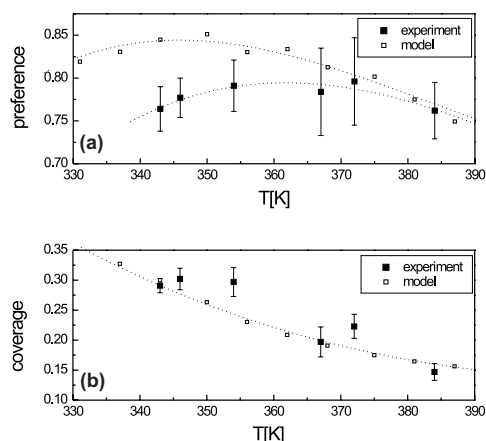 0.85
0.80
0.75
0.70
preference
experiment
model
(a)
330 340 350 360 370 380 390
T[K]
0.35
0.30
0.25
0.20
0.15
0.10
coverage
experiment
model
(b)
330 340 350 360 370 380 390
T[K]